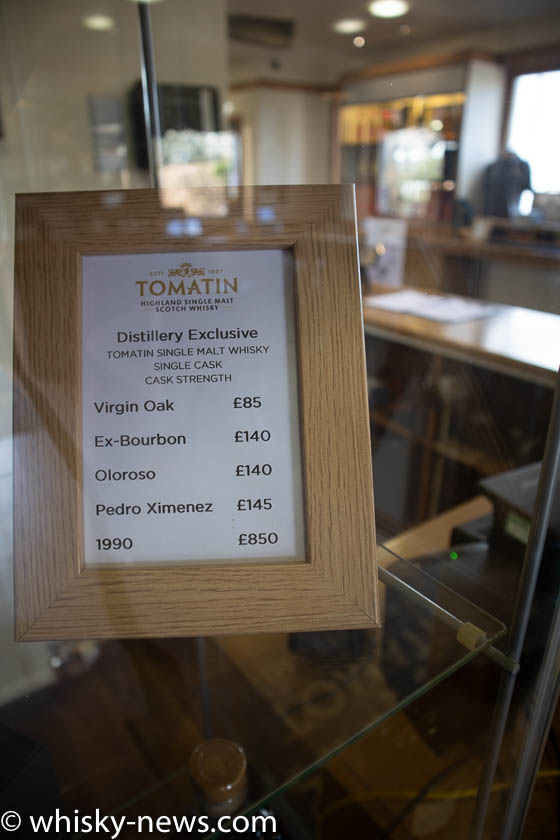 ESTD 1897
TOMATIN
HIGHLAND SINGLE MALT
SCOTCH WHISKY
Distillery Exclusive
TOMATIN SINGLE MALT WHISKY
SINGLE CASK
CASK STRENGTH
Virgin Oak £85
Ex-Bourbon £140
Oloroso £140
Pedro Ximenez £145
1990 £850
© whisky-news.com